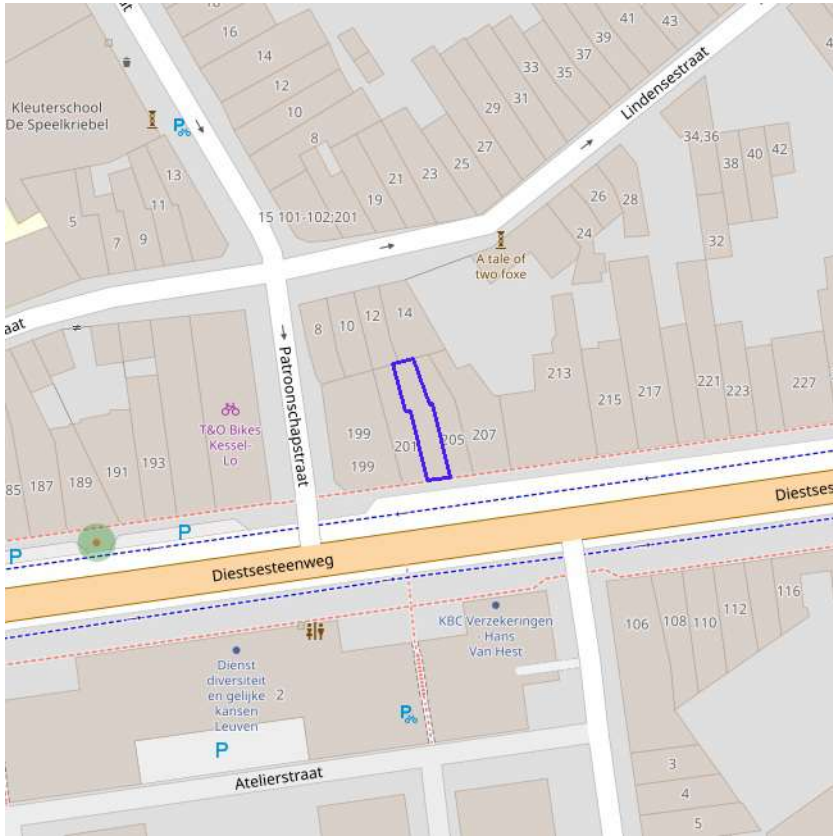 16
14
12
10
8
Kleuterschool
De Speelkriebel
13
11
9
7
5
41
43
39
37
35
33
31
29
27
25
23
21
19
15 101-102;201
Lindensestraat
34,36
38
40
42
26
28
24
32
A tale of
two foxe
aat
8
10
12
14
Patroonschapstraat
T&O Bikes
Kessel-
Lo
187
189
191
193
199
199
201
205
207
213
215
217
221
223
227
P
P
Diestsesteenweg
Diestses
KBC Verzekeringen
Hans
Van Hest
Dienst
diversiteit
en gelijke
kansen
Leuven
2
P
P
P
106
108
110
112
116
Atelierstraat
3
4
5